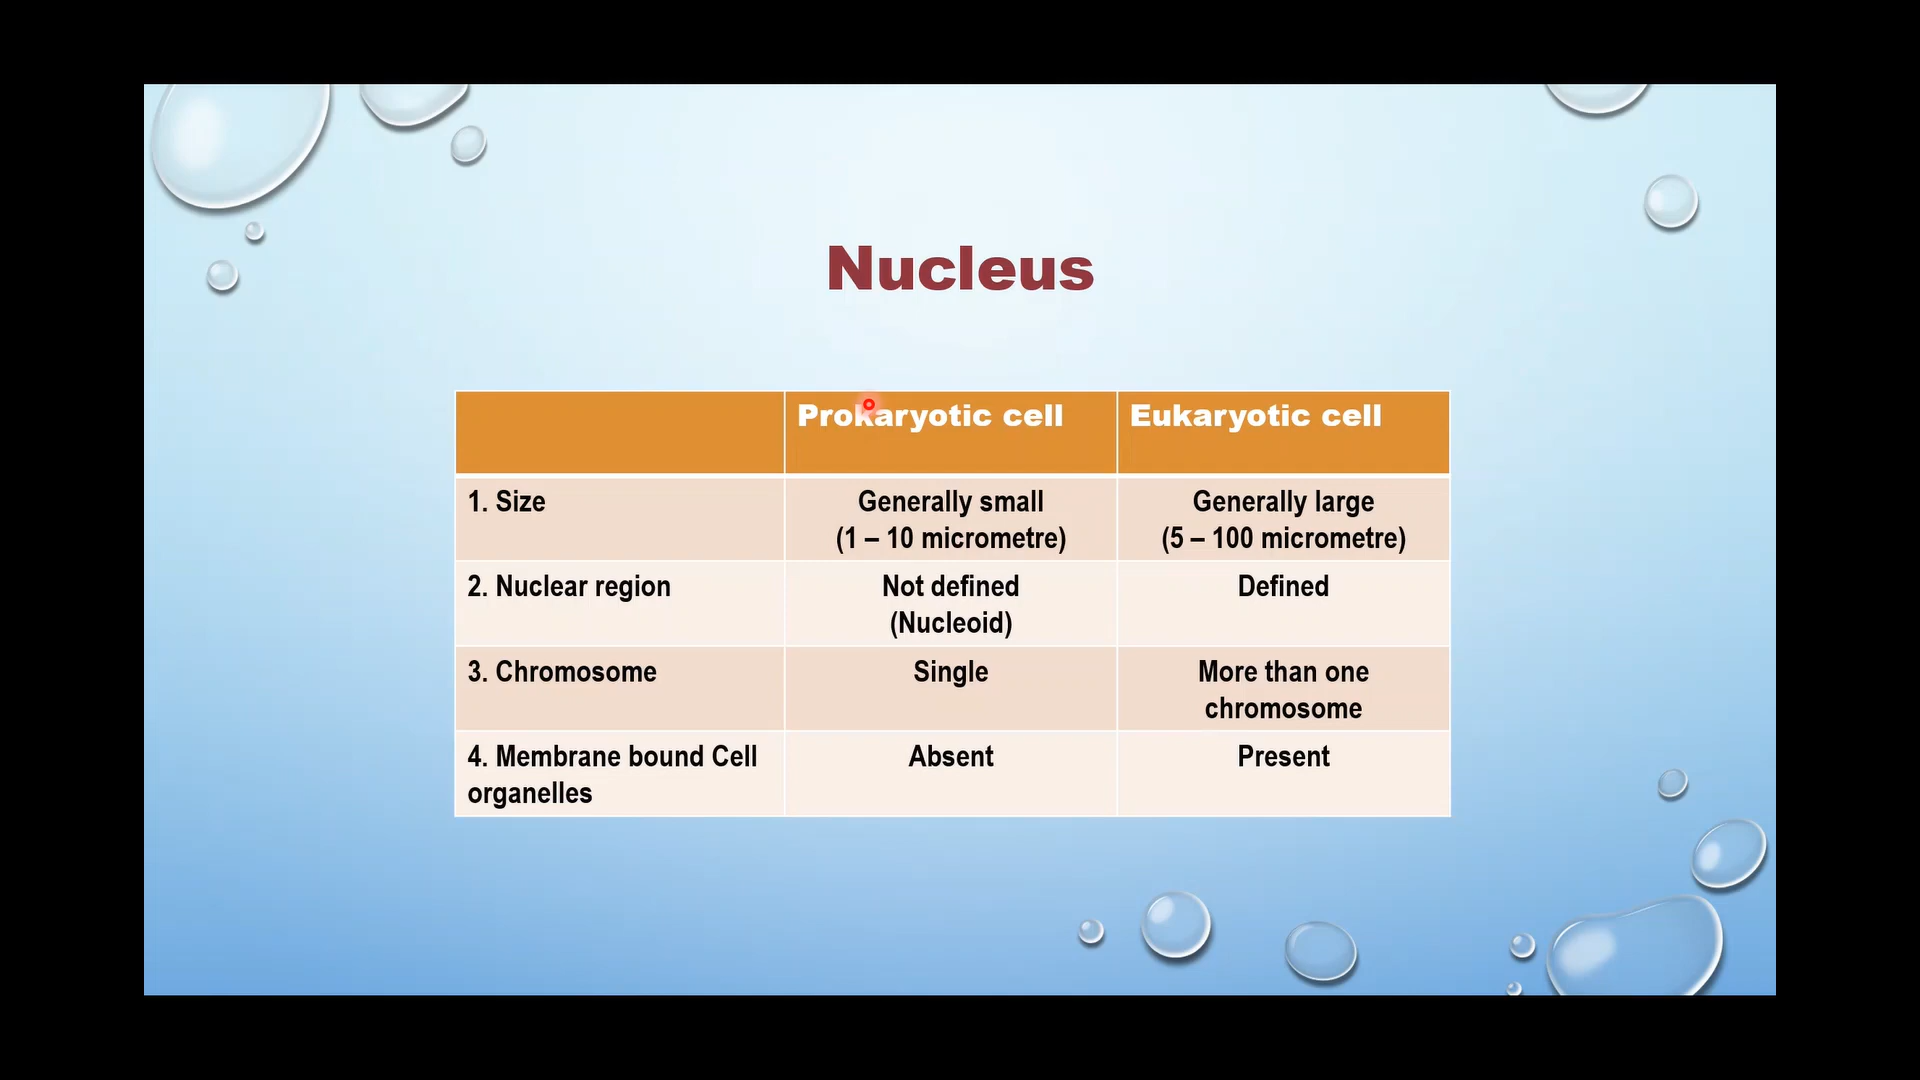 Nucleus
Prokaryotic cell
Eukaryotic cell
1. Size
Generally small
(1 – 10 micrometre)
Generally large
(5 – 100 micrometre)
2. Nuclear region
Not defined
(Nucleoid)
Defined
3. Chromosome
Single
More than one
chromosome
4. Membrane bound Cell
organelles
Absent
Present